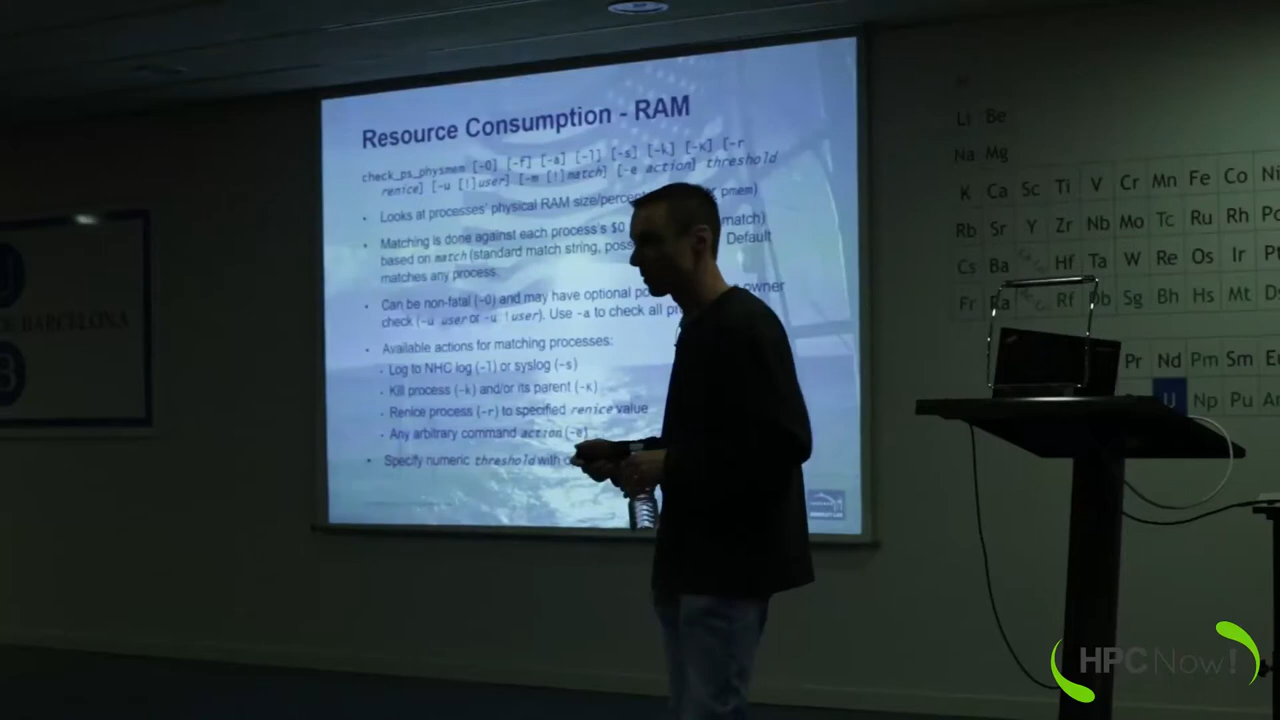 Resource Consumption - RAM
check_ps_physmem [-0] [-f] [-a] [-l] [-s] [-k] [-K] [-r
renice] [-u [!]user] [-m [!]match] [-e action] threshold
• Looks at processes' physical RAM pmem)
• Matching is done against each process's $0 match)
based on match (standard match string, Default
matches any process.
• Can be non-fatal (-0) and may have optional owner
check (-u user or -u !user). Use -a to check all
• Available actions for matching processes:
- Log to NHC log (-l) or syslog (-s)
- Kill process (-k) and/or its parent (-K)
- Renice process (-r) to specified renice value
- Any arbitrary command action (-e)
• Specify numeric threshold with
BARCELONA
B
Li Be
Na Mg
K Ca Sc Ti V Cr Mn Fe Co Ni
Rb Sr Y Zr Nb Mo Tc Ru Rh
Cs Ba Hf Ta W Re Os Ir
Fr Ra Rf Sg Bh Hs Mt
Pr Nd Pm Sm
U Np Pu
HPCNow!